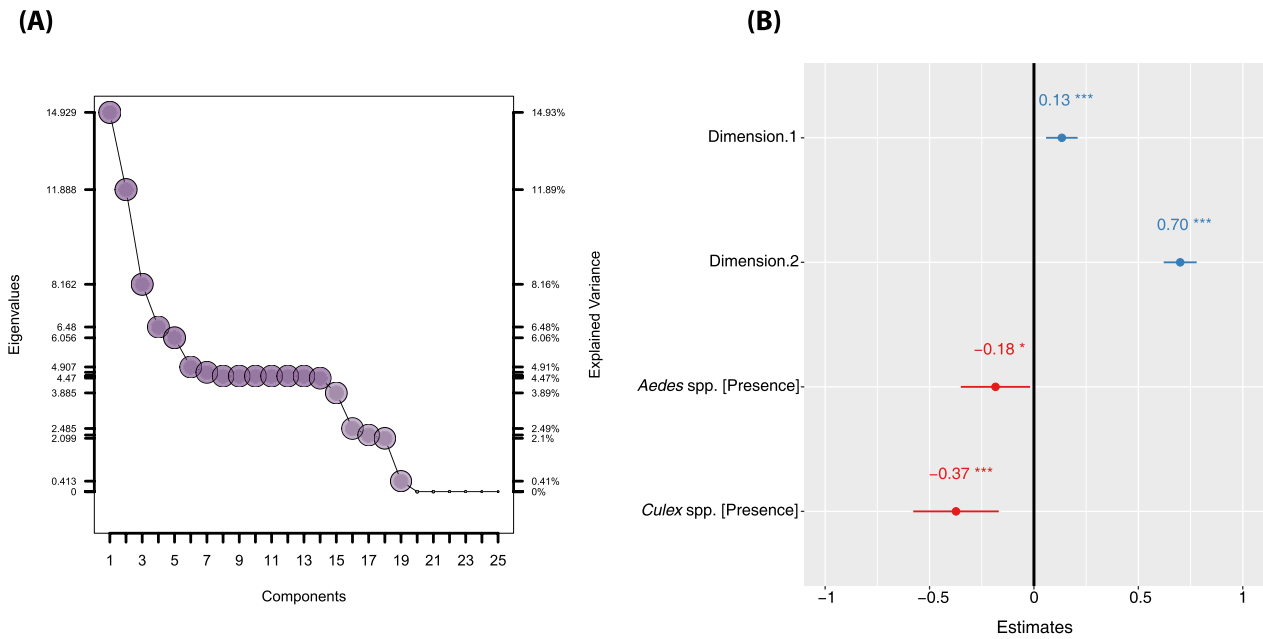 (A)
(B)
Eigenvalues
14.929
11.888
8.162
6.48
6.056
4.907
4.47
3.885
2.485
2.099
0.413
0
14.93%
11.89%
8.16%
6.48%
6.06%
4.91%
4.47%
3.89%
2.49%
2.1%
0.41%
0%
Explained Variance
1 3 5 7 9 11 13 15 17 19 21 23 25
Components
0.13 ***
Dimension.1
0.70 ***
Dimension.2
−0.18 *
Aedes spp. [Presence]
−0.37 ***
Culex spp. [Presence]
−1 −0.5 0 0.5 1
Estimates